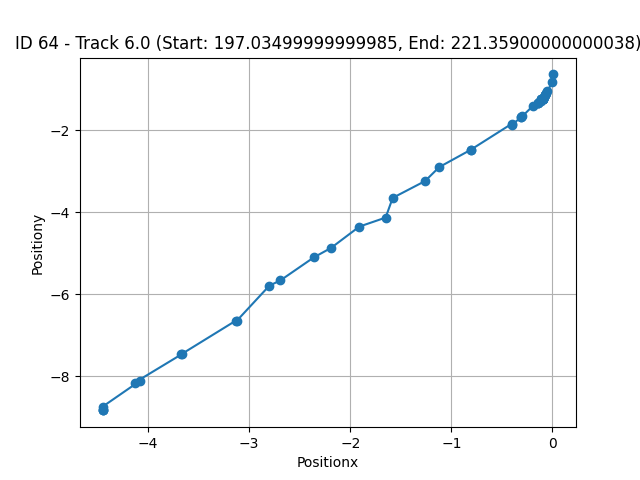 ID 64 - Track 6.0 (Start: 197.03499999999985, End: 221.35900000000038)
−2
−4
−6
−8
Positiony
−4 −3 −2 −1 0
Positionx